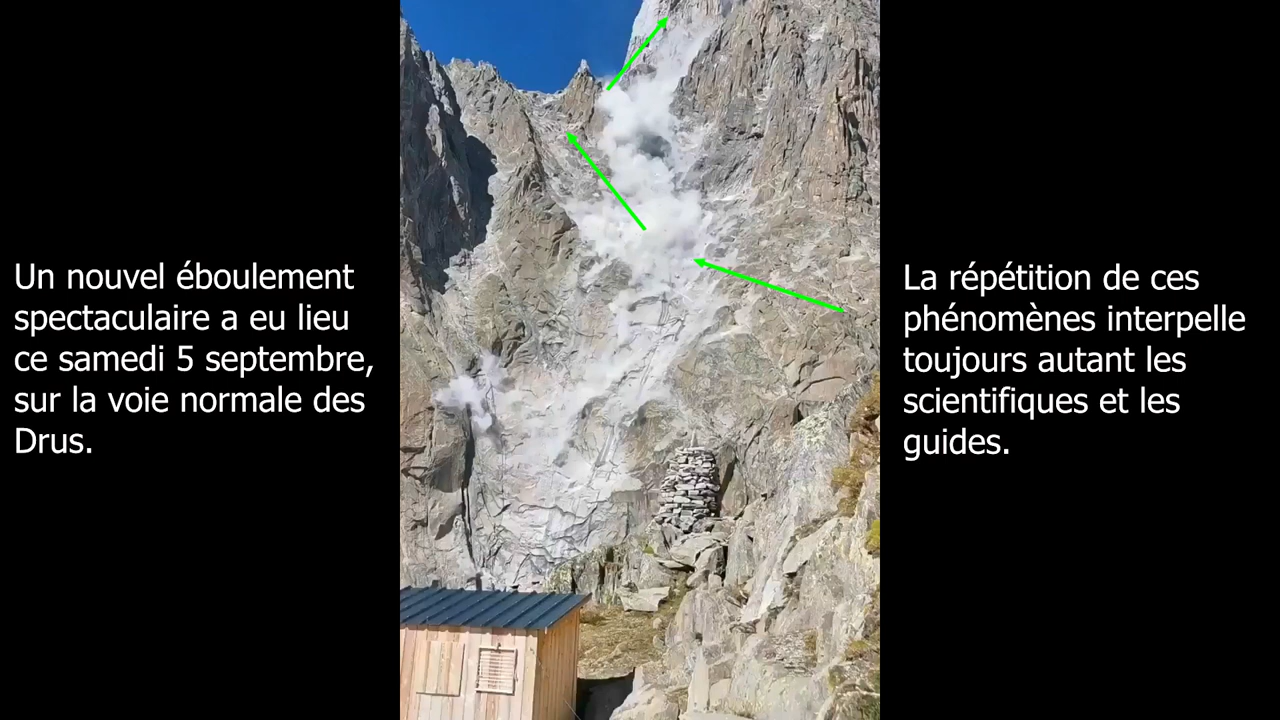 Un nouvel éboulement
spectaculaire a eu lieu
ce samedi 5 septembre,
sur la voie normale des
Drus.
La répétition de ces
phénomènes interpelle
toujours autant les
scientifiques et les
guides.